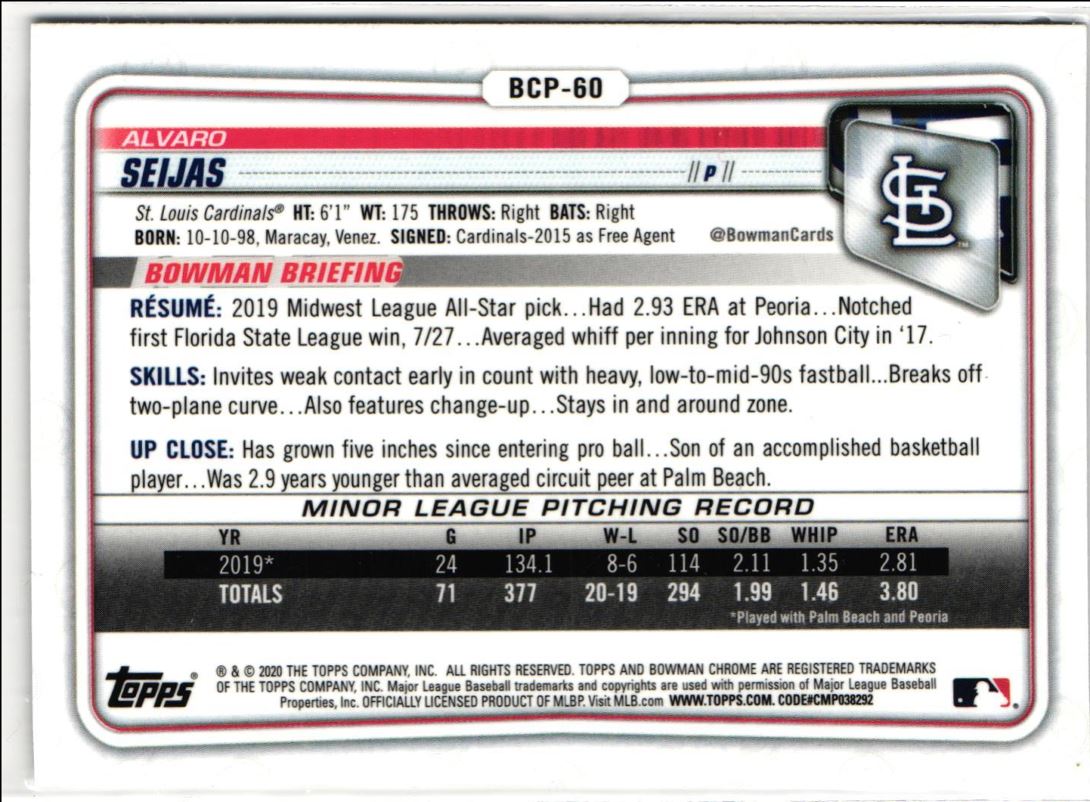 BCP-60
ALVARO
SEIJAS
// P //
St. Louis Cardinals® HT: 6'1" WT: 175 THROWS: Right BATS: Right
BORN: 10-10-98, Maracay, Venez. SIGNED: Cardinals-2015 as Free Agent @BowmanCards
STL ™
BOWMAN BRIEFING
RÉSUMÉ: 2019 Midwest League All-Star pick...Had 2.93 ERA at Peoria...Notched
first Florida State League win, 7/27...Averaged whiff per inning for Johnson City in '17.
SKILLS: Invites weak contact early in count with heavy, low-to-mid-90s fastball...Breaks off
two-plane curve...Also features change-up...Stays in and around zone.
UP CLOSE: Has grown five inches since entering pro ball...Son of an accomplished basketball
player...Was 2.9 years younger than averaged circuit peer at Palm Beach.
MINOR LEAGUE PITCHING RECORD
YR G IP W-L SO SO/BB WHIP ERA
2019* 24 134.1 8-6 114 2.11 1.35 2.81
TOTALS 71 377 20-19 294 1.99 1.46 3.80
*Played with Palm Beach and Peoria
Topps®
® & © 2020 THE TOPPS COMPANY, INC. ALL RIGHTS RESERVED. TOPPS AND BOWMAN CHROME ARE REGISTERED TRADEMARKS
OF THE TOPPS COMPANY, INC. Major League Baseball trademarks and copyrights are used with permission of Major League Baseball
Properties, Inc. OFFICIALLY LICENSED PRODUCT OF MLBP. Visit MLB.com WWW.TOPPS.COM. CODE#CMP038292
®